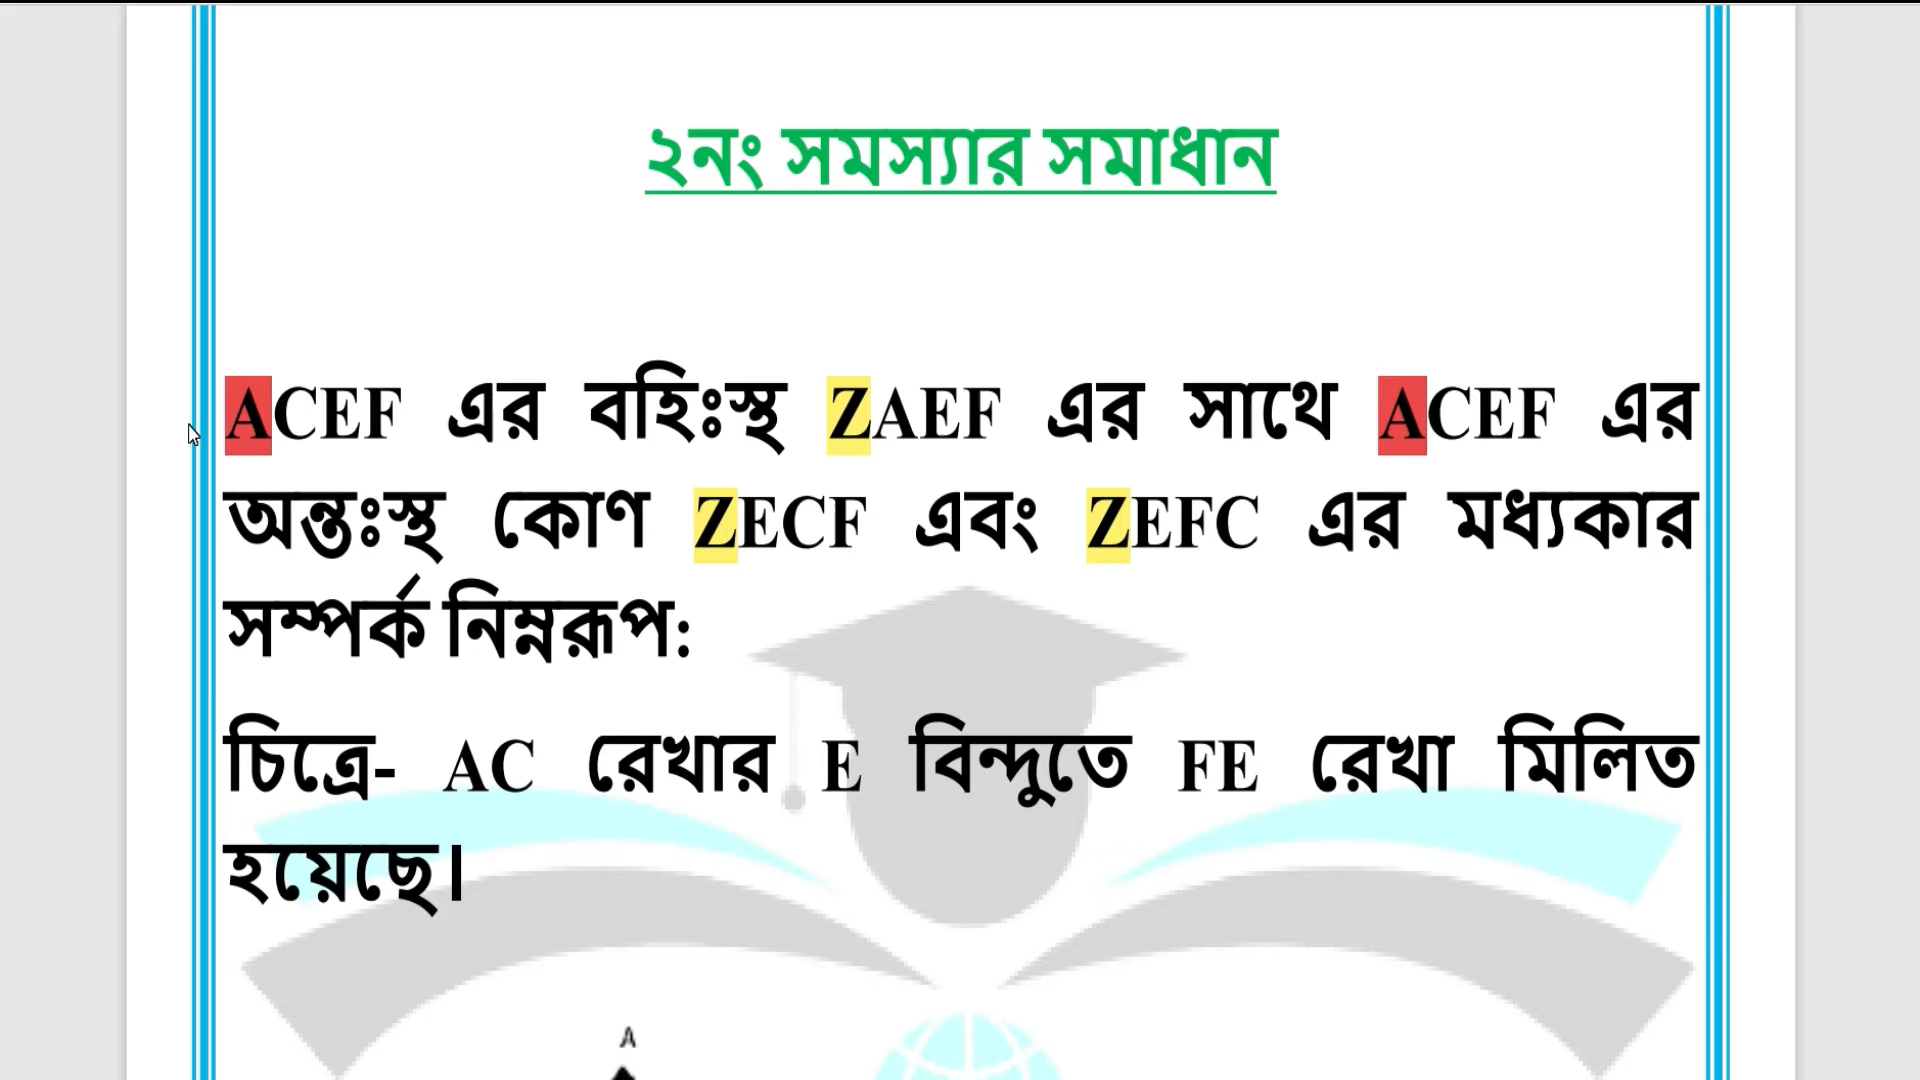 ২নং সমস্যার সমাধান
ACEF এর বহিঃস্থ ZAEF এর সাথে ACEF এর
অন্তঃস্থ কোণ ZECF এবং ZEFC এর মধ্যকার
সম্পর্ক নিম্নরূপ:
চিত্রে- AC রেখার E বিন্দুতে FE রেখা মিলিত
হয়েছে।
A